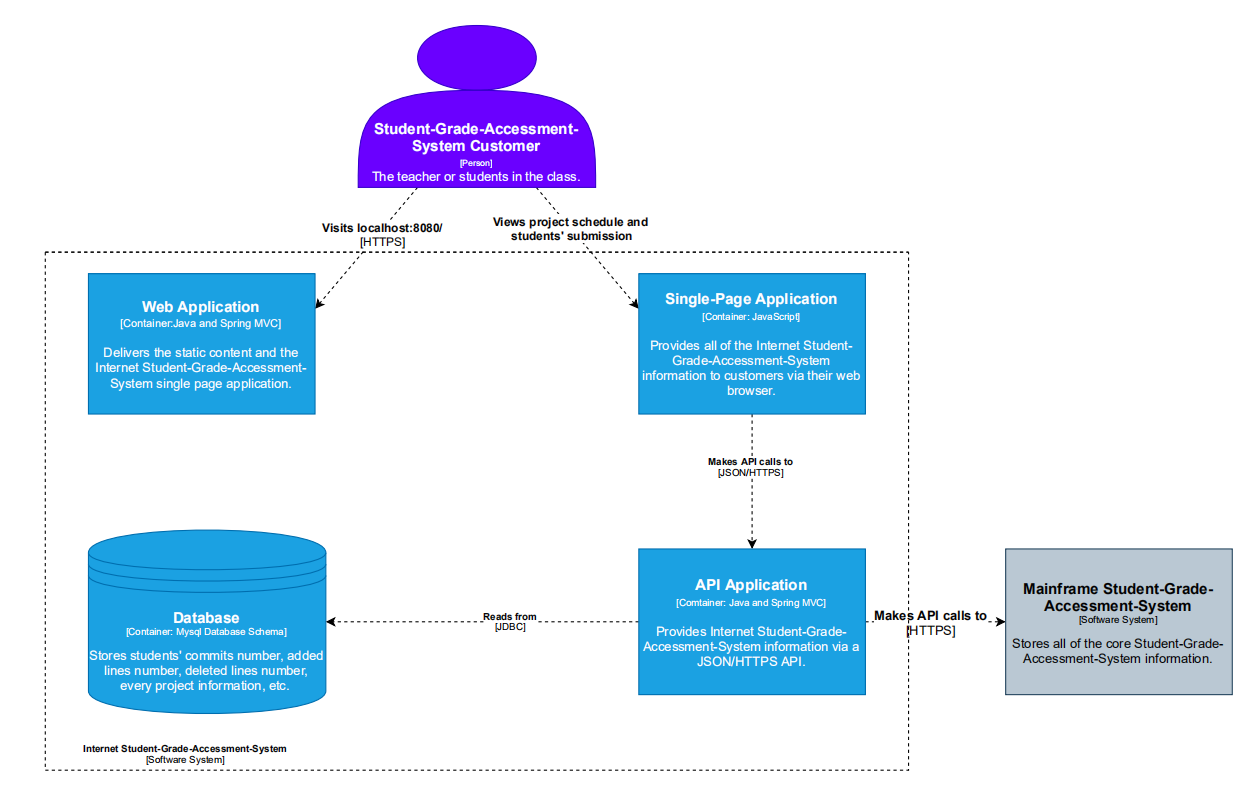 Student-Grade-Accessment-
System Customer
[Person]
The teacher or students in the class.
Visits localhost:8080/
[HTTPS]
Views project schedule and
students' submission
Web Application
[Container:Java and Spring MVC]
Delivers the static content and the
Internet Student-Grade-Accessment-
System single page application.
Single-Page Application
[Container: JavaScript]
Provides all of the Internet Student-
Grade-Accessment-System
information to customers via their web
browser.
Makes API calls to
[JSON/HTTPS]
Database
[Container: Mysql Database Schema]
Stores students' commits number, added
lines number, deleted lines number,
every project information, etc.
Reads from
[JDBC]
API Application
[Comtainer: Java and Spring MVC]
Provides Internet Student-Grade-
Accessment-System information via a
JSON/HTTPS API.
Makes API calls to
[HTTPS]
Mainframe Student-Grade-
Accessment-System
[Software System]
Stores all of the core Student-Grade-
Accessment-System information.
Internet Student-Grade-Accessment-System
[Software System]